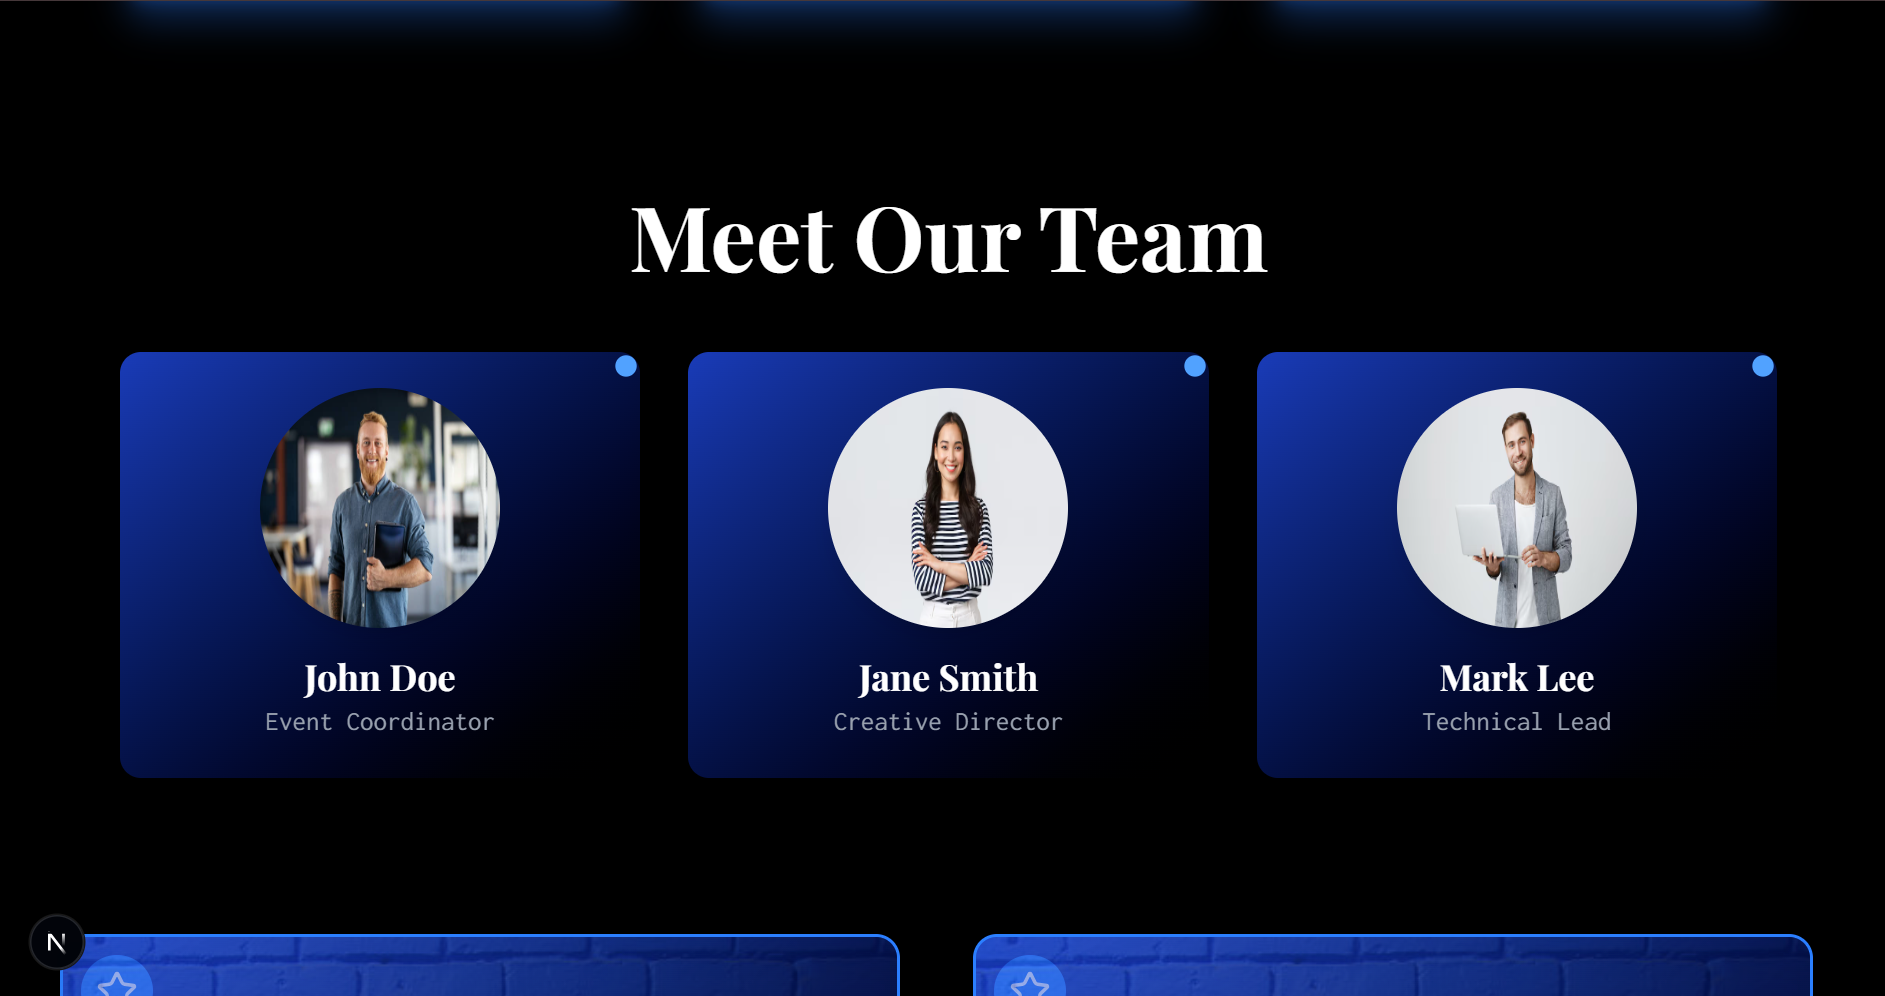 Meet Our Team
John Doe
Event Coordinator
Jane Smith
Creative Director
Mark Lee
Technical Lead
N